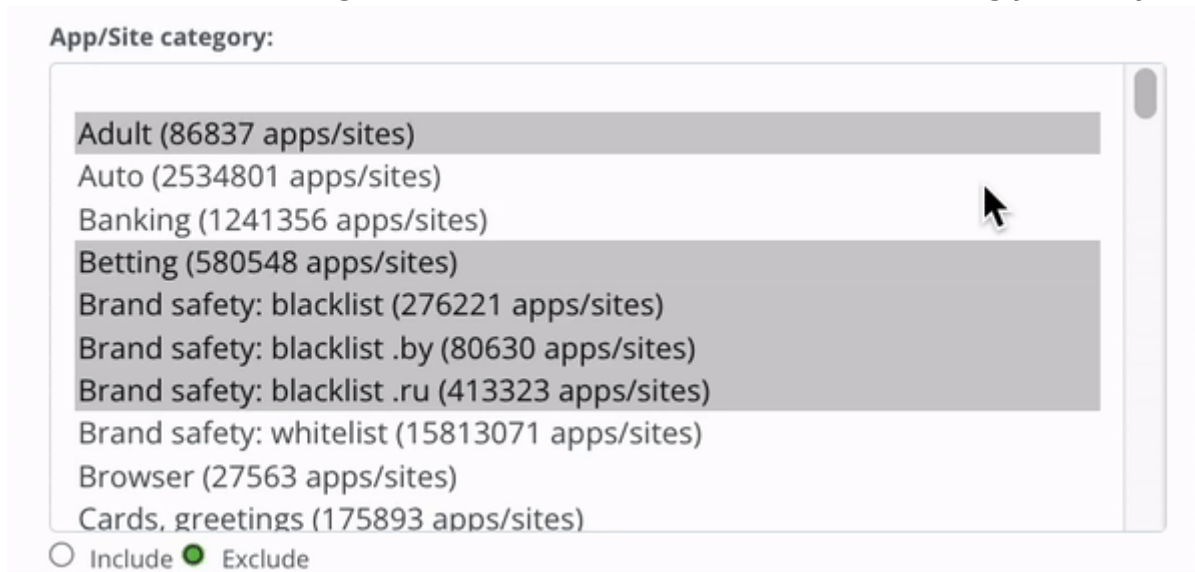 App/Site category:
Adult (86837 apps/sites)
Auto (2534801 apps/sites)
Banking (1241356 apps/sites)
Betting (580548 apps/sites)
Brand safety: blacklist (276221 apps/sites)
Brand safety: blacklist .by (80630 apps/sites)
Brand safety: blacklist .ru (413323 apps/sites)
Brand safety: whitelist (15813071 apps/sites)
Browser (27563 apps/sites)
Cards, greetings (175893 apps/sites)
Include Exclude